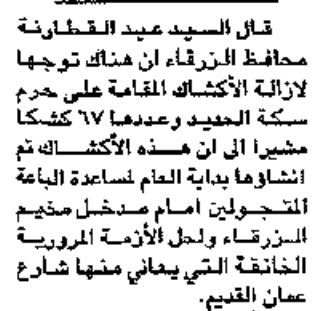 قال السيد عيد القطارنة
محافظ الزرقاء ان هناك توجها
لازالة الأكشاك المقامة على حرم
سكة الحديد وعددها ٦٧ كشكا
مشيرا الى ان هذه الأكشاك تم
انشاؤها بداية العام لمساعدة الباعة
المتجولين امام مدخل مخيم
الزرقاء ولحل الأزمة المرورية
الخانقة التي يعاني منها شارع
عمان القديم.